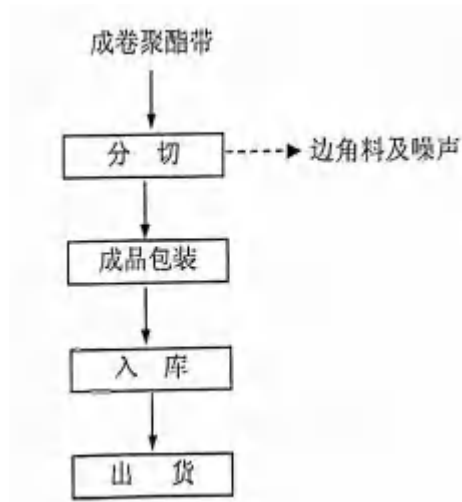 成卷聚酯带
分 切
边角料及噪声
成品包装
入 库
出 货